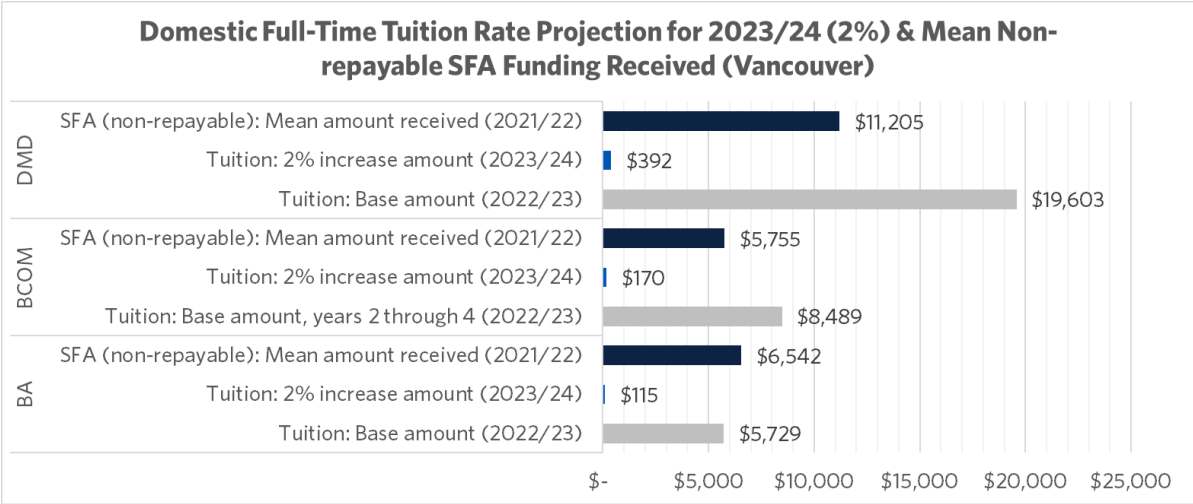 Domestic Full-Time Tuition Rate Projection for 2023/24 (2%) & Mean Non-
repayable SFA Funding Received (Vancouver)
DMD
SFA (non-repayable): Mean amount received (2021/22) $11,205
Tuition: 2% increase amount (2023/24) $392
Tuition: Base amount (2022/23) $19,603
BCOM
SFA (non-repayable): Mean amount received (2021/22) $5,755
Tuition: 2% increase amount (2023/24) $170
Tuition: Base amount, years 2 through 4 (2022/23) $8,489
BA
SFA (non-repayable): Mean amount received (2021/22) $6,542
Tuition: 2% increase amount (2023/24) $115
Tuition: Base amount (2022/23) $5,729
$- $5,000 $10,000 $15,000 $20,000 $25,000